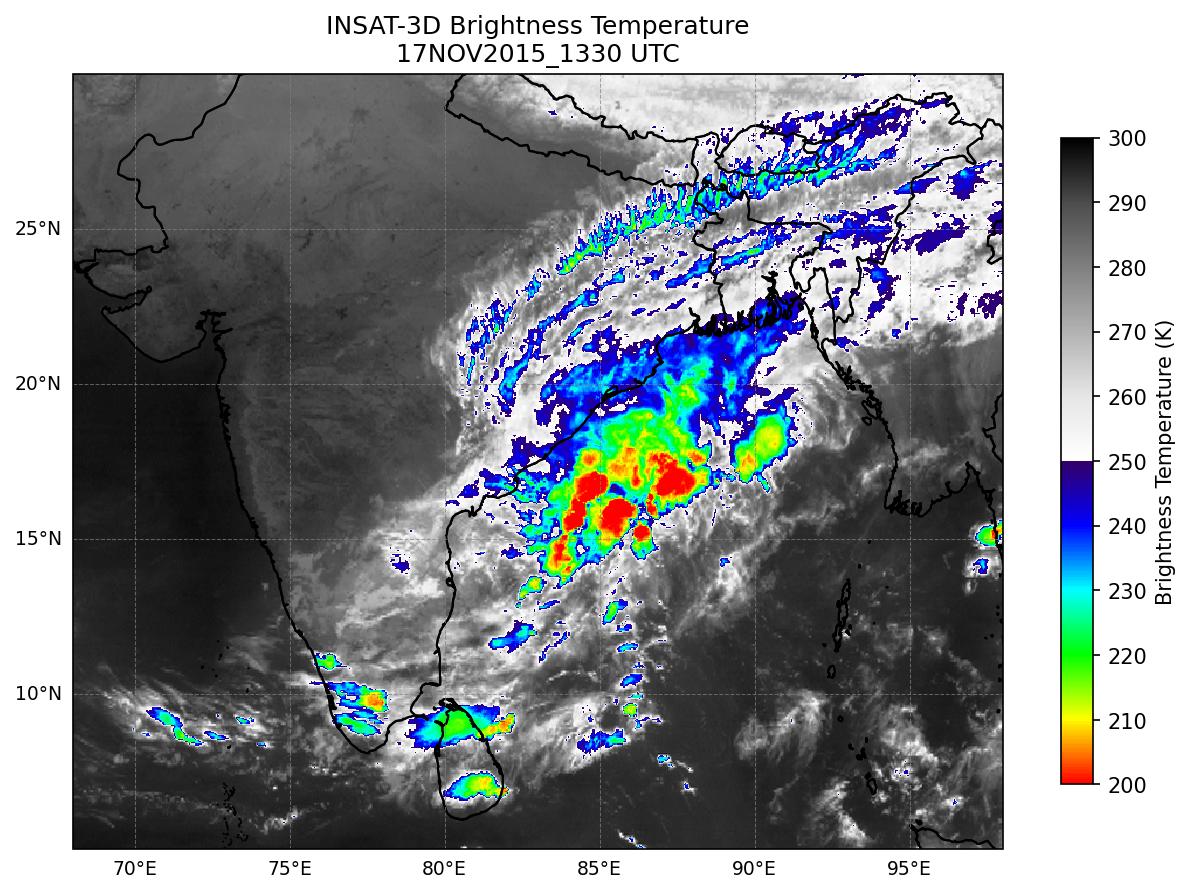 INSAT-3D Brightness Temperature
17NOV2015_1330 UTC
25°N
20°N
15°N
10°N
70°E
75°E
80°E
85°E
90°E
95°E
300
290
280
270
260
250
240
230
220
210
200
Brightness Temperature (K)